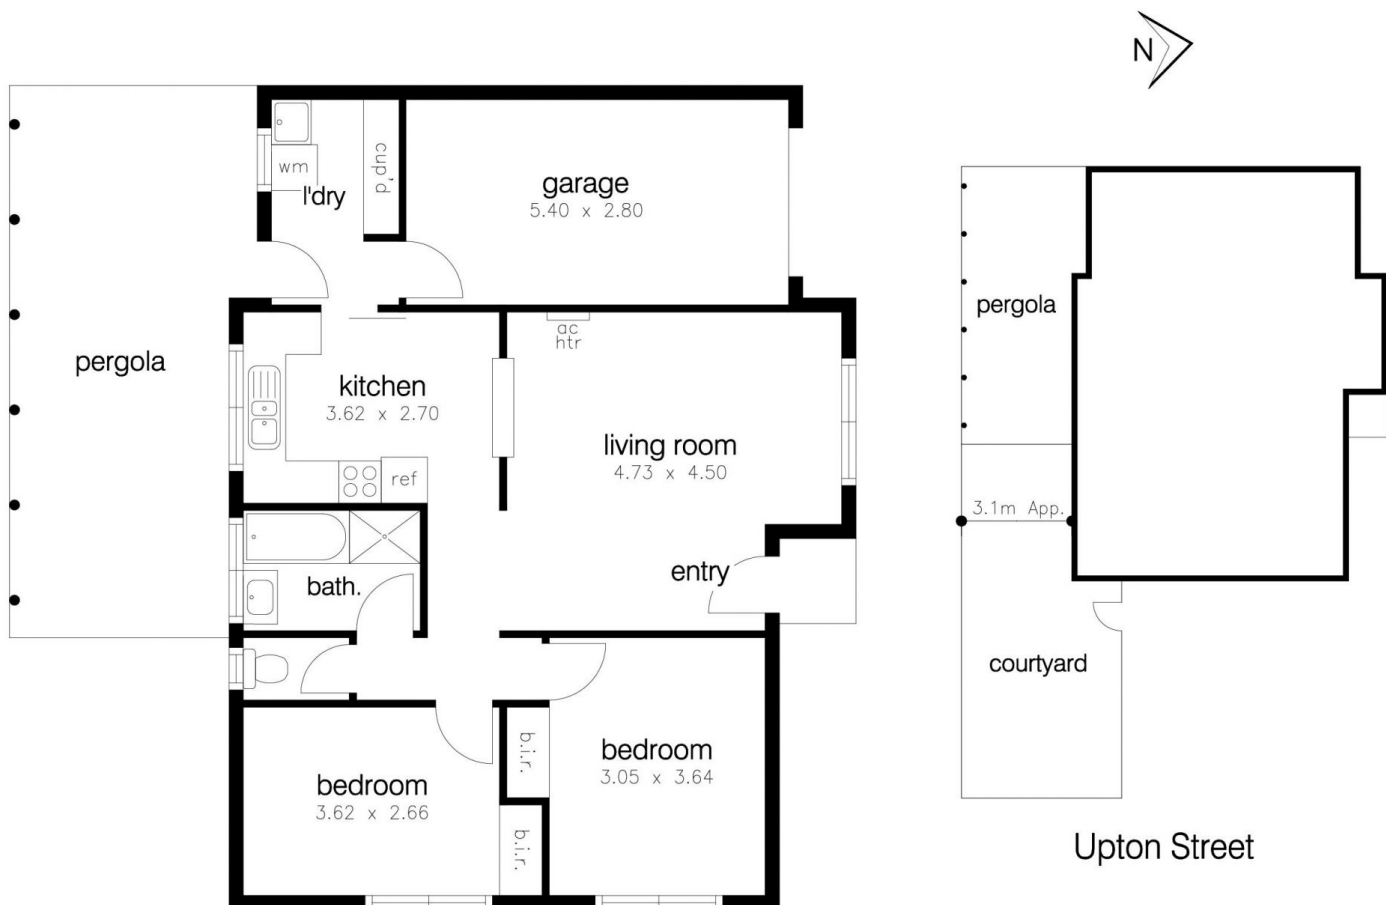 N
wm
l'dry
cup'd
garage
5.40 x 2.80
pergola
kitchen
3.62 x 2.70
ref
ac
htr
living room
4.73 x 4.50
bath.
entry
bedroom
3.62 x 2.66
b.i.r.
b.i.r.
bedroom
3.05 x 3.64
pergola
3.1m App.
courtyard
Upton Street